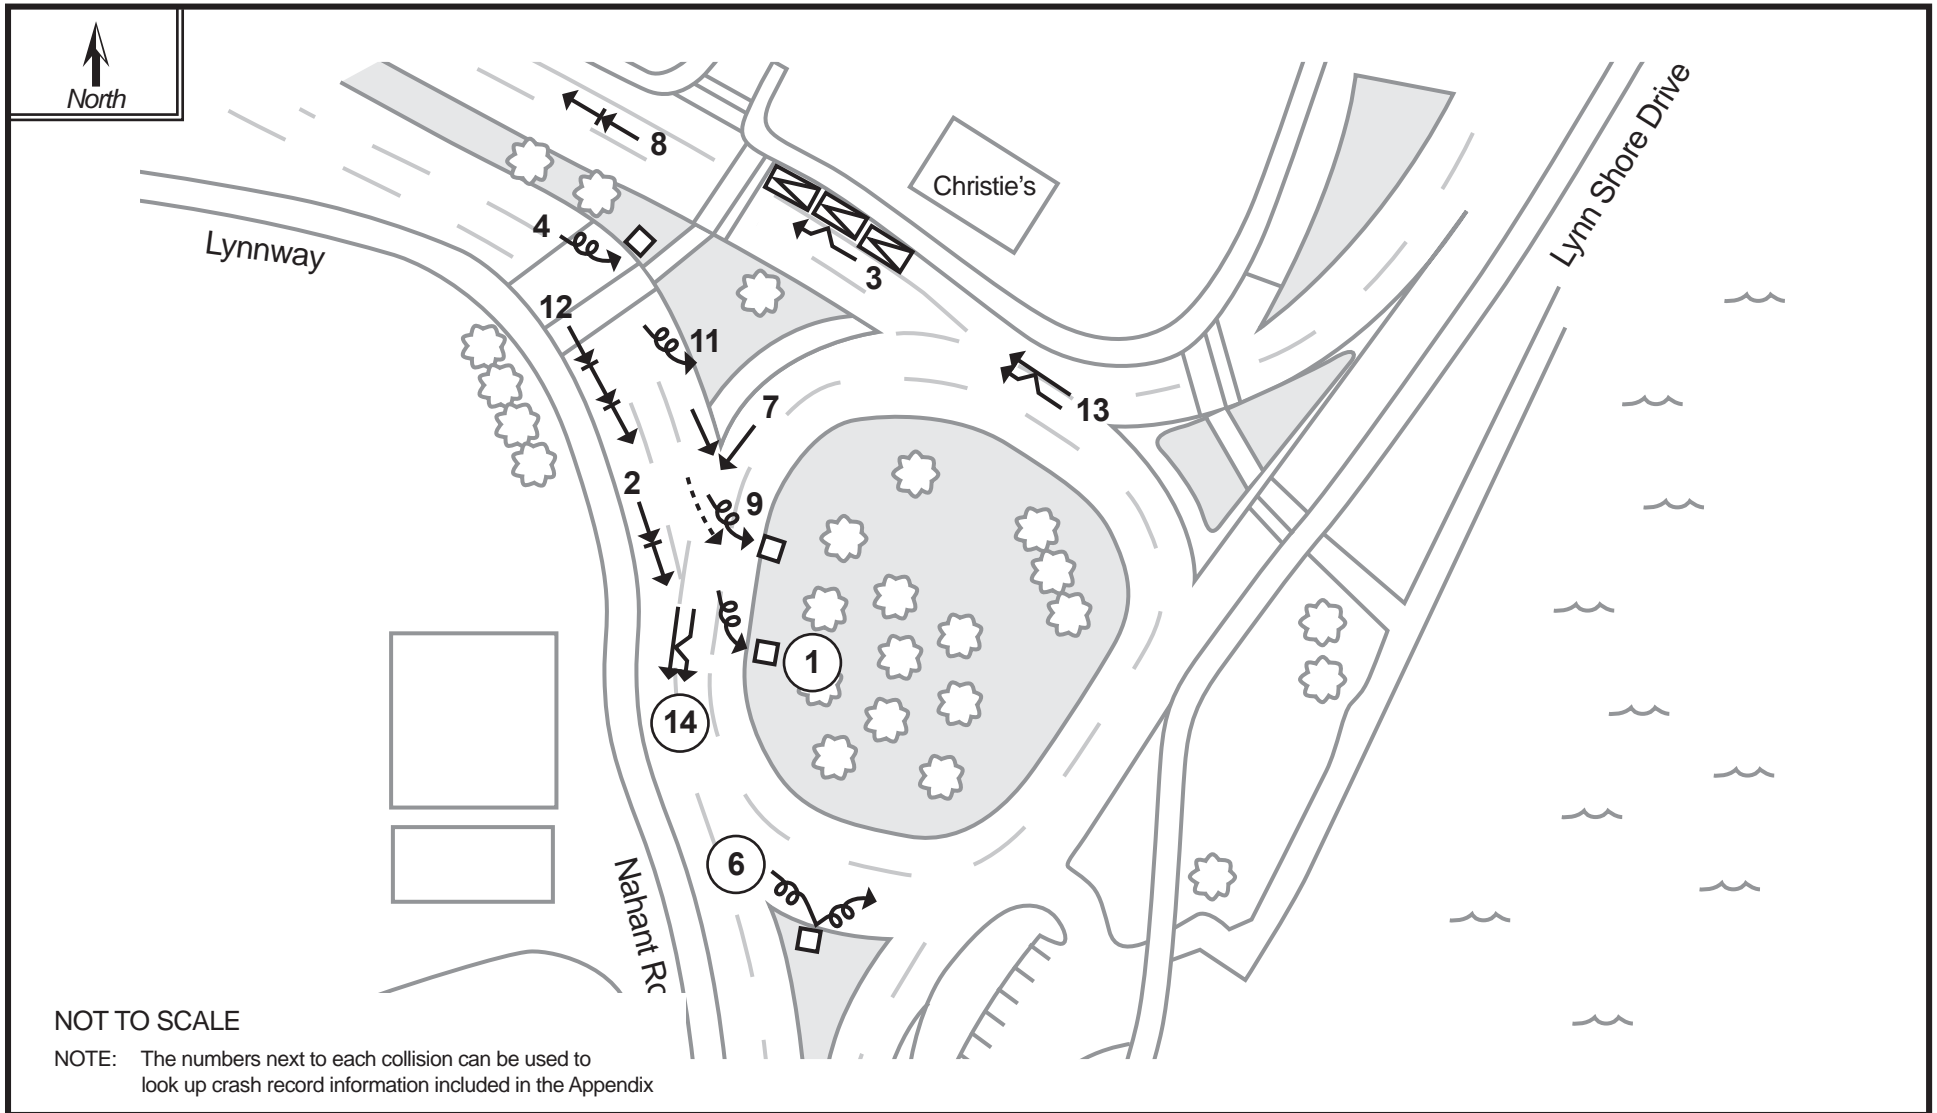 North
8
Christie's
Lynn Shore Drive
4
Lynnway
3
12
11
7
13
2
9
1
14
6
Nahant Rd
NOT TO SCALE
NOTE: The numbers next to each collision can be used to
look up crash record information included in the Appendix